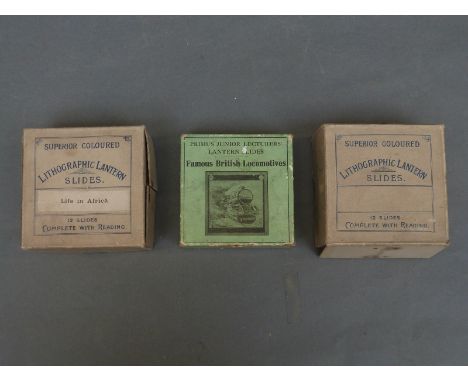 SUPERIOR COLOURED
LITHOGRAPHIC LANTERN
SLIDES.
Life in Africa
12 SLIDES
COMPLETE WITH READING
PRIMUS JUNIOR LECTURERS'
LANTERN SLIDES
Famous British Locomotives
SUPERIOR COLOURED
LITHOGRAPHIC LANTERN
SLIDES.
12 SLIDES
COMPLETE WITH READING.